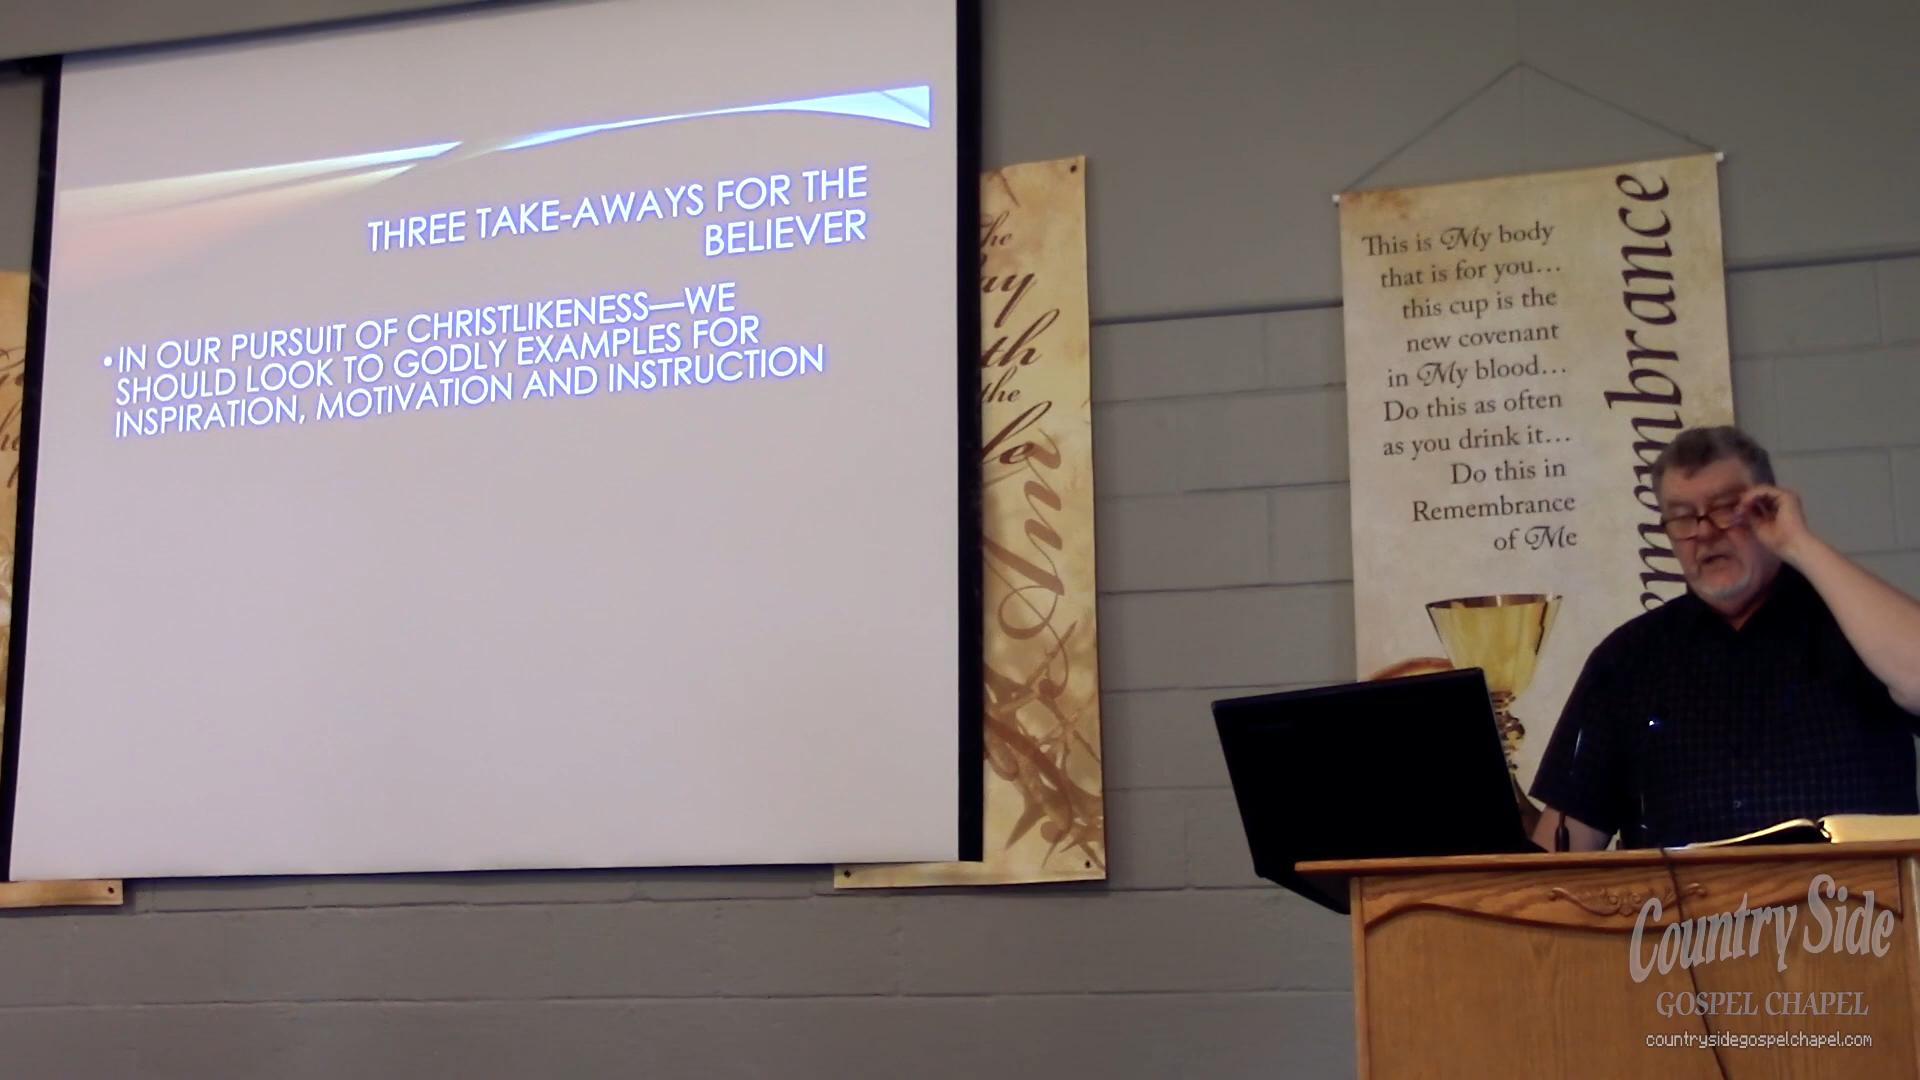 THREE TAKE-AWAYS FOR THE
BELIEVER
•IN OUR PURSUIT OF CHRISTLIKENESS—WE
SHOULD LOOK TO GODLY EXAMPLES FOR
INSPIRATION, MOTIVATION AND INSTRUCTION
the
This is My body
that is for you...
this cup is the
new covenant
in My blood...
Do this as often
as you drink it...
Do this in
Remembrance
of Me
Country Side
GOSPEL CHAPEL
countrysidegospelchapel.com